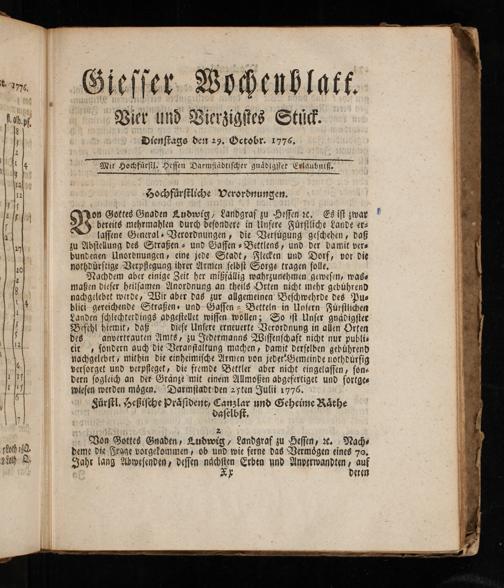 Giesser Wochenblatt.
Vier und Vierzigstes Stück.
Dienstags den 29. Octobr. 1776.
Mit Hochfürstl. Hessen Darmstädtischer gnädigster Erlaubniß.
Hochfürstliche Verordnungen.
Von Gottes Gnaden Ludwig, Landgraf zu Hessen ꝛc. Es ist zwar
bereits mehrmahlen durch besondere in Unsere Fürstliche Lande er-
lassene General-Verordnungen, die Verfügung geschehen, daß
zu Abstellung des Straßen- und Gassen-Bettlens, und der damit ver-
bundenen Unordnungen, eine jede Stadt, Flecken und Dorf, vor die
nothdürftige Verpflegung ihrer Armen selbst Sorge tragen solle.
Nachdem aber einige Zeit her mißfällig wahrzunehmen gewesen, was-
maßen dieser heilsamen Anordnung an theils Orten nicht mehr gebührend
nachgelebt werde, Wir aber das zur allgemeinen Beschwehrde des Pu-
blici gereichende Straßen- und Gassen-Betteln in Unsern Fürstlichen
Landen schlechterdings abgestellet wissen wollen; So ist Unser gnädigster
Befehl hiemit, daß diese Unsere erneuerte Verordnung in allen Orten
des anvertrauten Amts, zu Jedermanns Wissenschaft nicht nur publi-
cir , sondern auch die Veranstaltung machen, damit derselben gebührend
nachgelebet, mithin die einheimische Armen von jeder Gemeinde nothdürftig
versorget und verpfleget, die fremde Bettler aber nicht eingelassen, son-
dern sogleich an der Gränze mit einem Allmoßen abgefertiget und fortge-
wiesen werden mögen. Darmstadt den 25ten Julii 1776.
Fürstl. Heßische Präsident, Canzlar und Geheime Räthe
daselbst.
2
Von Gottes Gnaden, Ludwig, Landgraf zu Hessen, ꝛc. Nach-
deme die Frage vorgekommen, ob und wie ferne das Vermögen eines 70.
Jahr lang Abwesenden, dessen nächsten Erben und Anverwandten, auf
Xx deren